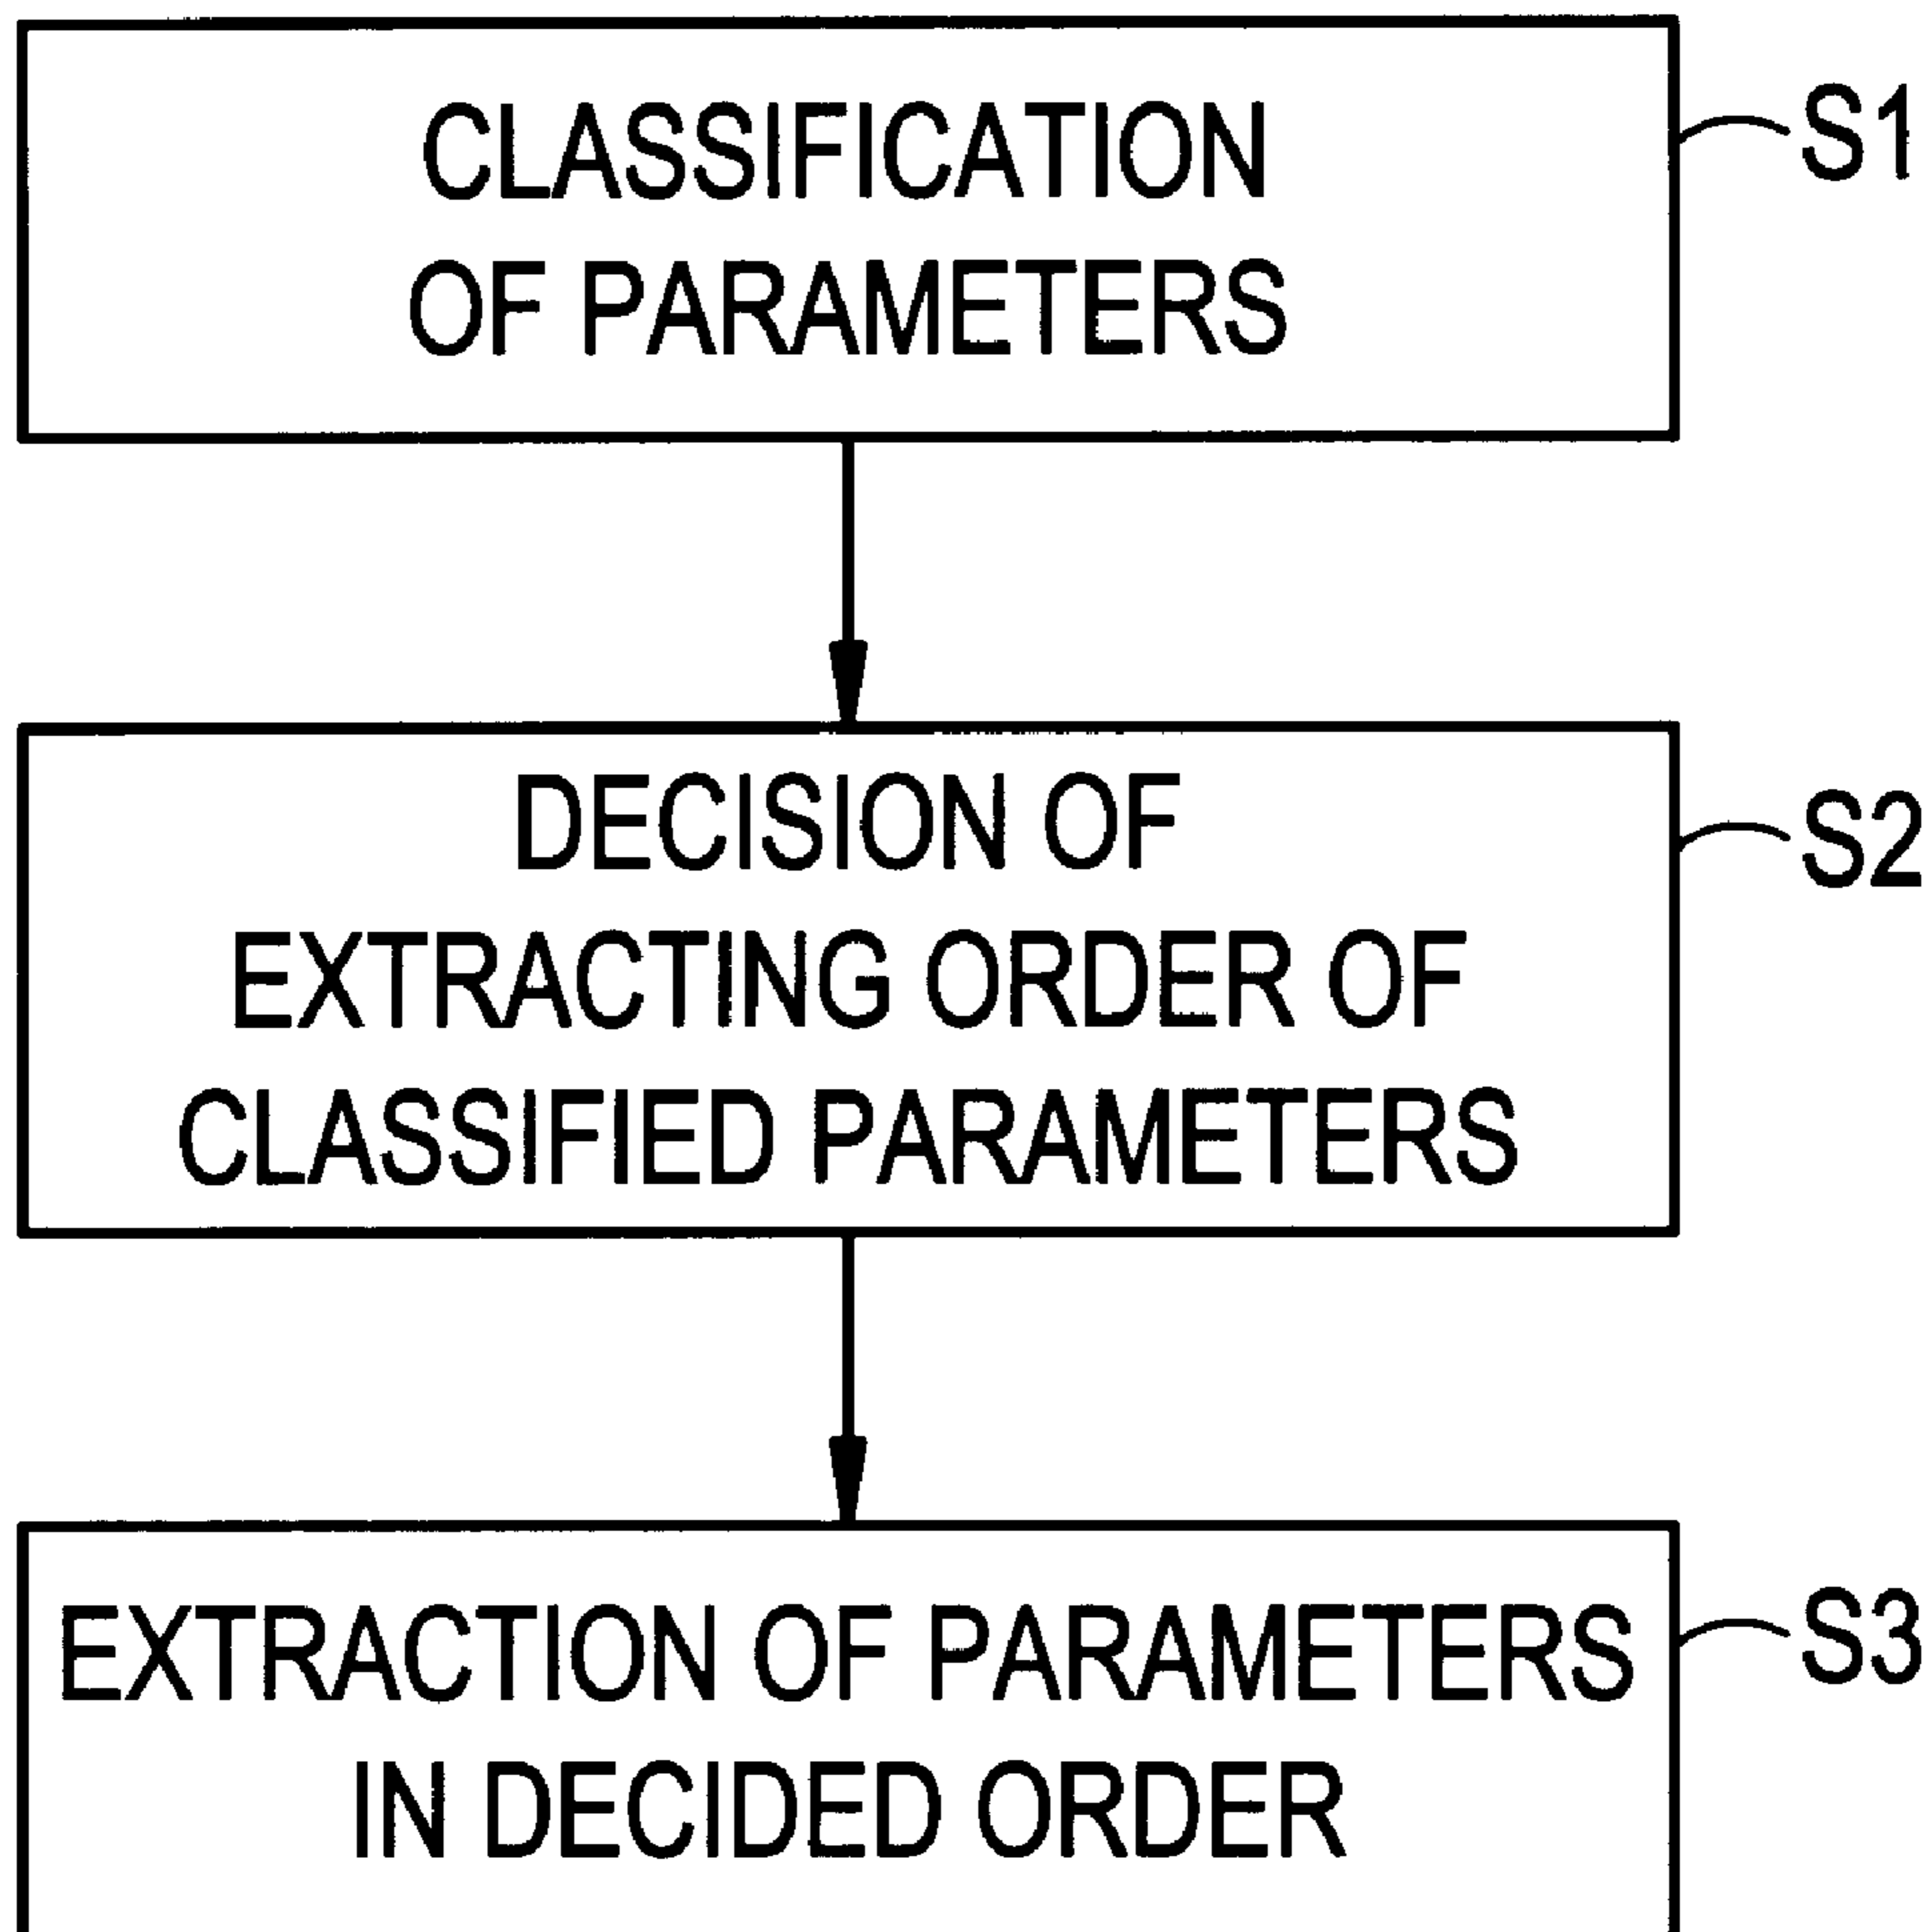 CLASSIFICATION
OF PARAMETERS
S1
DECISION OF
EXTRACTING ORDER OF
CLASSIFIED PARAMETERS
S2
EXTRACTION OF PARAMETERS
IN DECIDED ORDER
S3